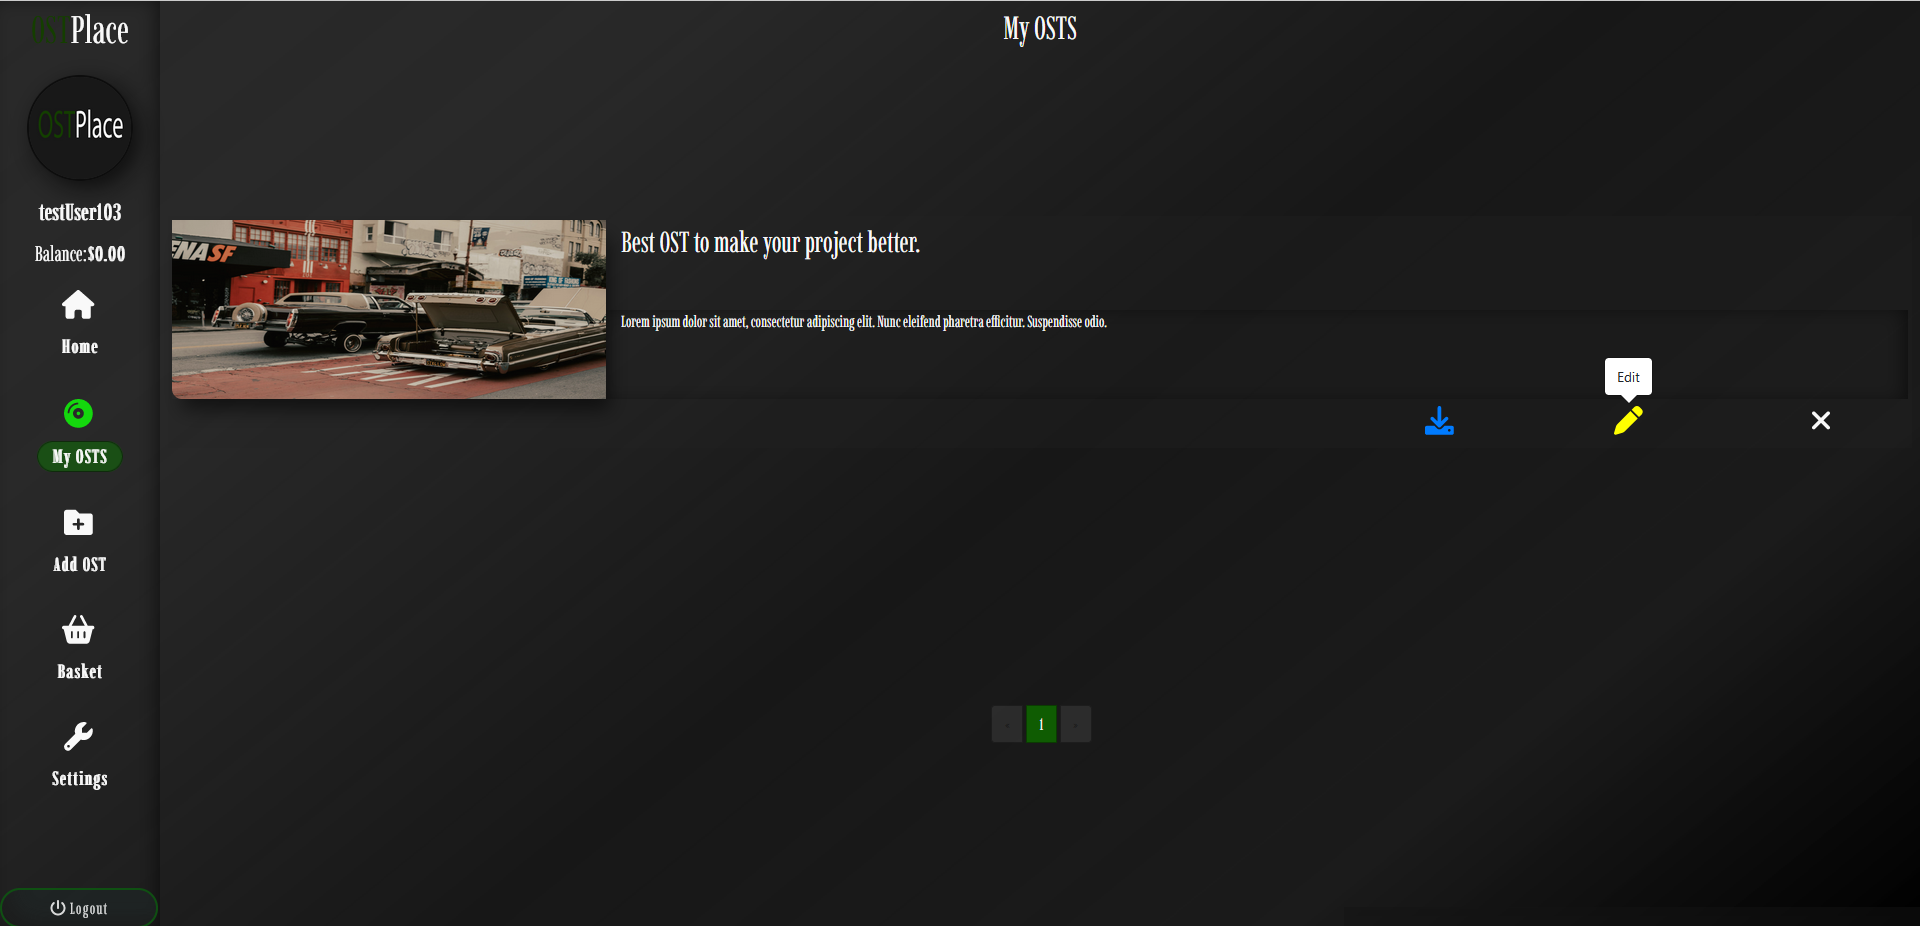 OSTPlace
My OSTS
OSTPlace
testUser103
Balance:$0.00
Home
My OSTS
Add OST
Basket
Settings
Logout
ENASF
Best OST to make your project better.
Lorem ipsum dolor sit amet, consectetur adipiscing elit. Nunc eleifend pharetra efficitur. Suspendisse odio.
Edit
1